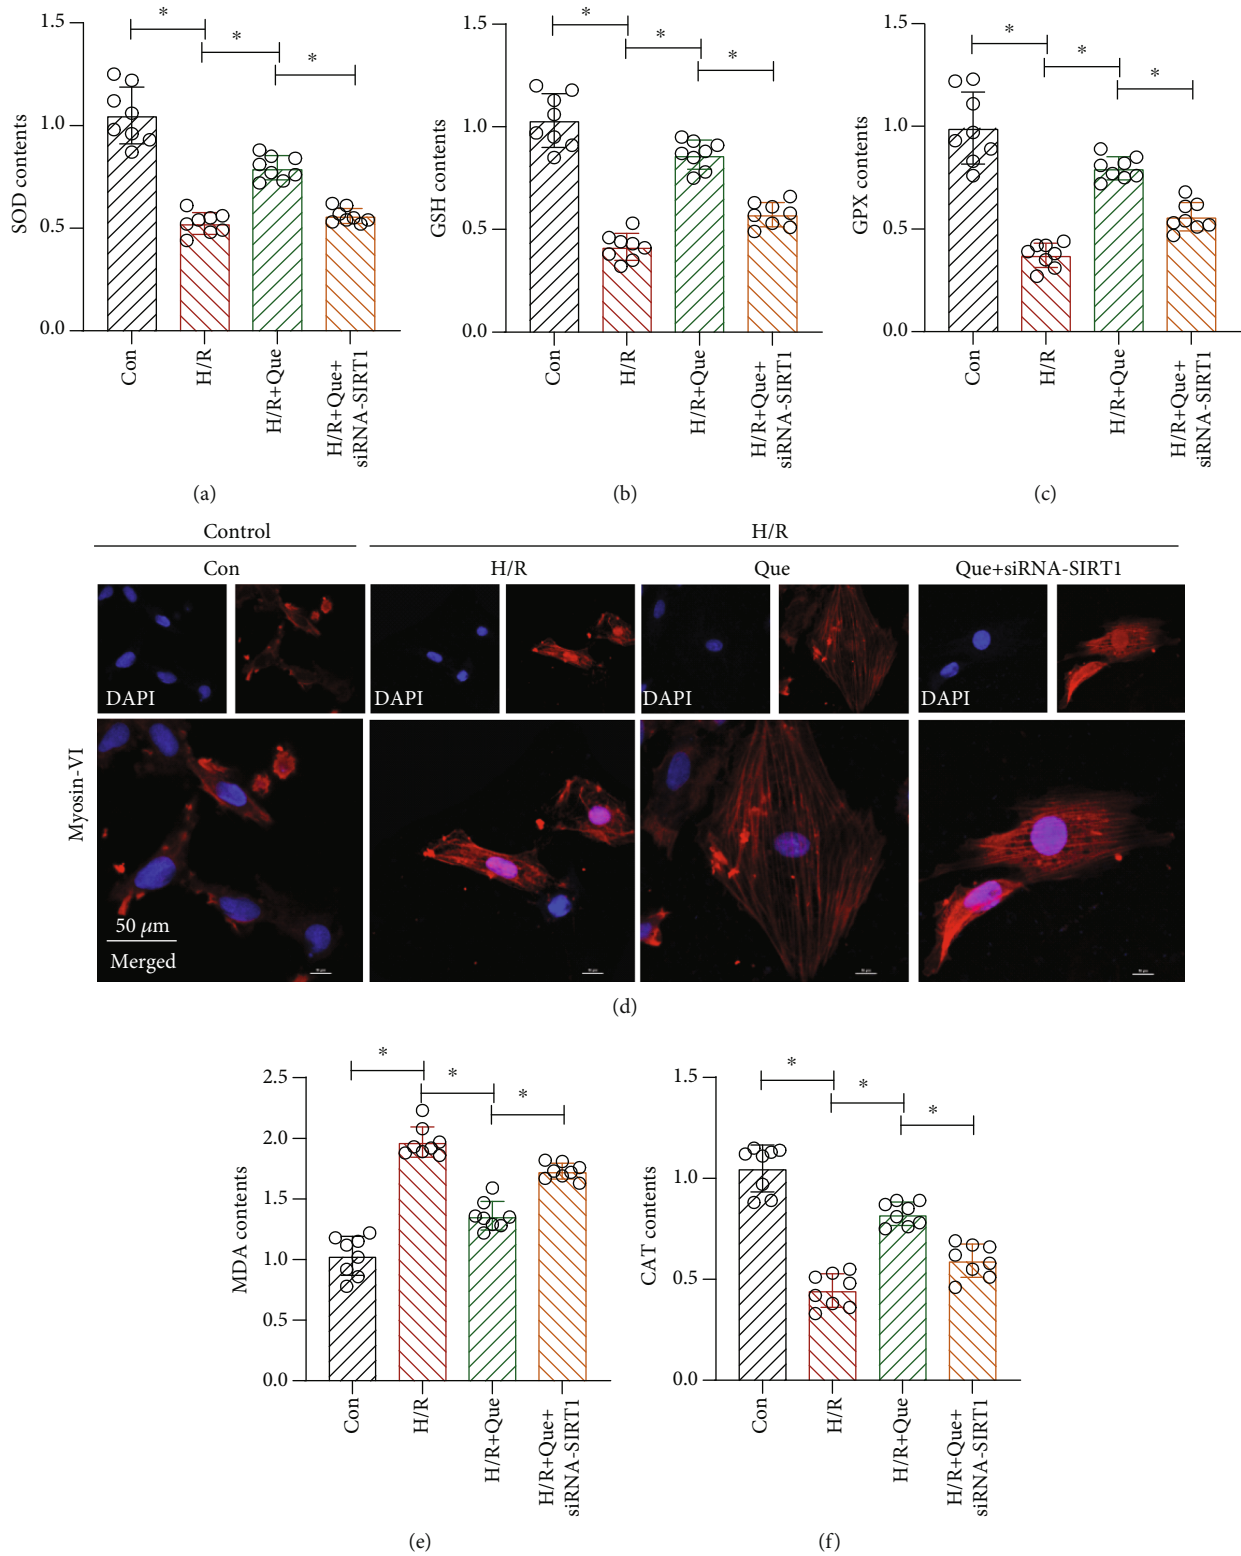 * * *
1.5
1.0
0.5
0.0
SOD contents
Con
H/R
H/R+Que
H/R+Que+
siRNA-SIRT1
(a)
* * *
1.5
1.0
0.5
0.0
GSH contents
Con
H/R
H/R+Que
H/R+Que+
siRNA-SIRT1
(b)
* * *
1.5
1.0
0.5
0.0
GPX contents
Con
H/R
H/R+Que
H/R+Que+
siRNA-SIRT1
(c)
Control H/R
Con H/R Que Que+siRNA-SIRT1
DAPI DAPI DAPI DAPI
Myosin-VI
50 μm
Merged
(d)
* * *
2.5
2.0
1.5
1.0
0.5
0.0
MDA contents
Con
H/R
H/R+Que
H/R+Que+
siRNA-SIRT1
(e)
* * *
1.5
1.0
0.5
0.0
CAT contents
Con
H/R
H/R+Que
H/R+Que+
siRNA-SIRT1
(f)